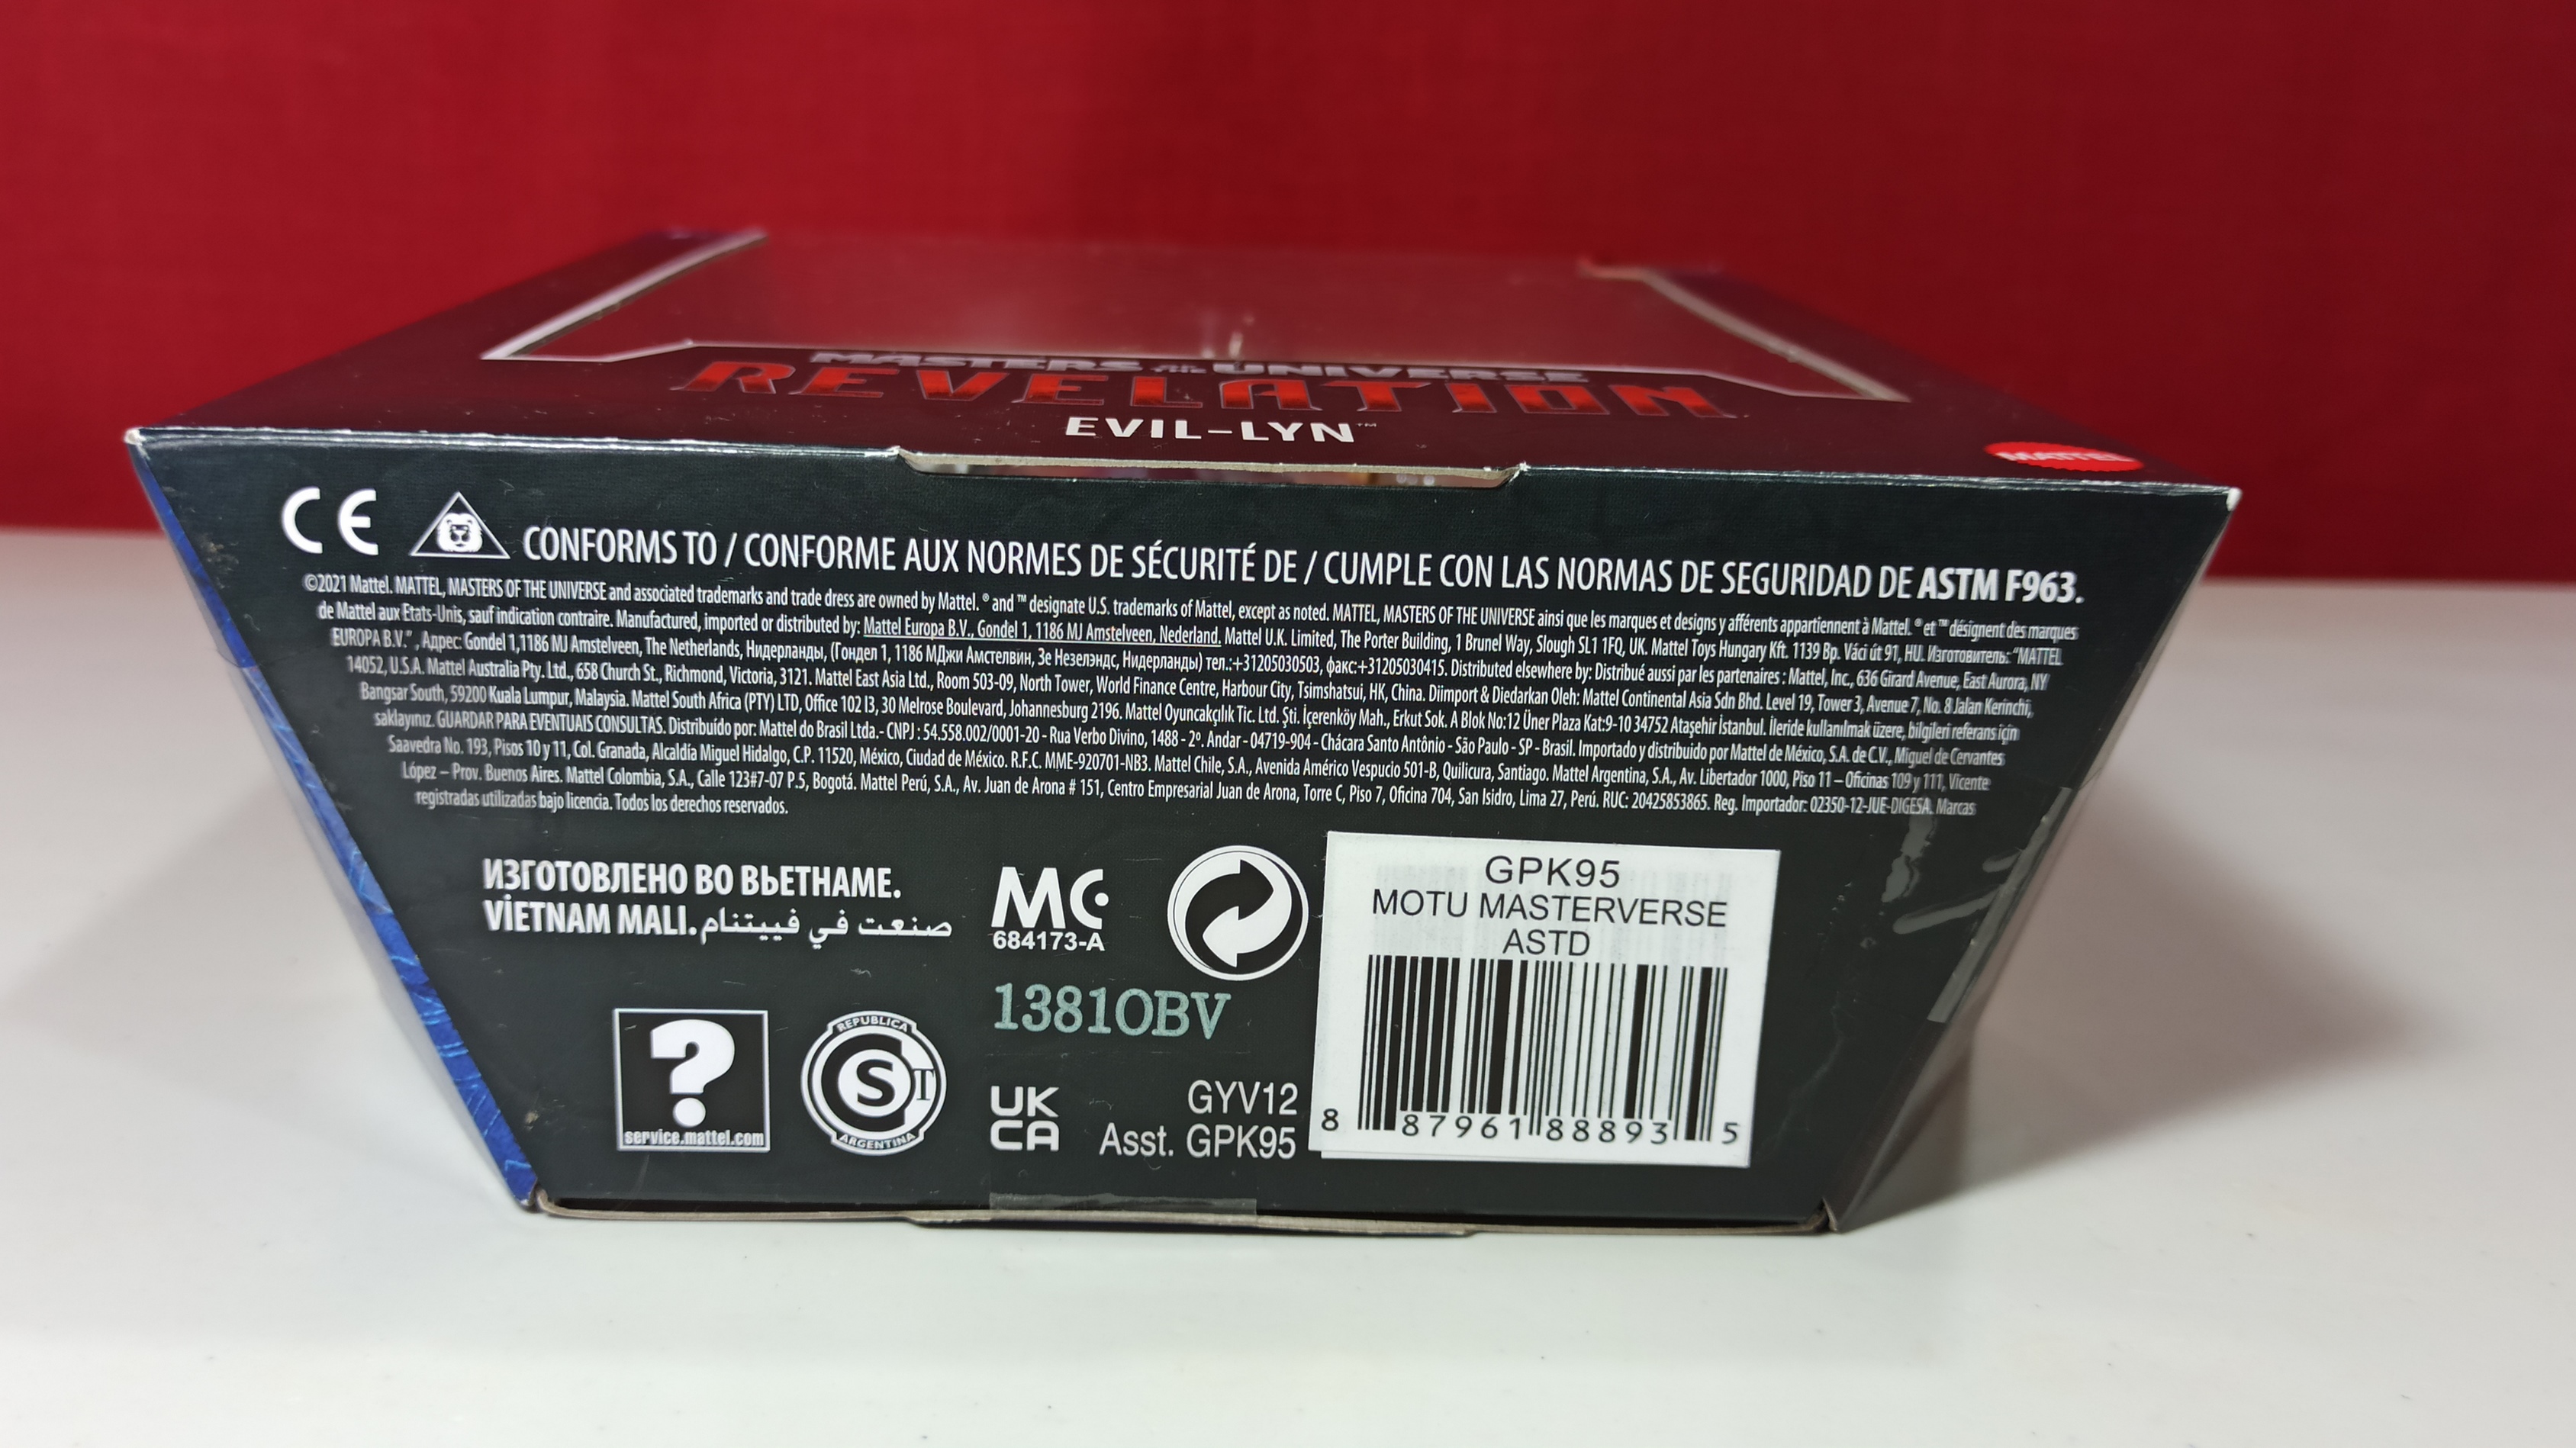 MASTERS OF THE UNIVERSE
REVELATION
EVIL-LYN™
MATTEL
CE CONFORMS TO / CONFORME AUX NORMES DE SÉCURITÉ DE / CUMPLE CON LAS NORMAS DE SEGURIDAD DE ASTM F963.
©2021 Mattel. MATTEL, MASTERS OF THE UNIVERSE and associated trademarks and trade dress are owned by Mattel. ® and ™ designate U.S. trademarks of Mattel, except as noted. MATTEL, MASTERS OF THE UNIVERSE ainsi que les marques et designs y afférents appartiennent à Mattel. ® et ™ désignent des marques
de Mattel aux Etats-Unis, sauf indication contraire. Manufactured, imported or distributed by: Mattel Europa B.V., Gondel 1, 1186 MJ Amstelveen, Nederland. Mattel U.K. Limited, The Porter Building, 1 Brunel Way, Slough SL1 1FQ, UK. Mattel Toys Hungary Kft. 1139 Bp. Váci út 91, HU. Изготовитель: "MATTEL
EUROPA B.V.", Адрес: Gondel 1,1186 MJ Amstelveen, The Netherlands, Нидерланды, (Гондел 1, 1186 МДжи Амстелвин, Зе Незелэндс, Нидерланды) тел.:+31205030503, факс:+31205030415. Distributed elsewhere by: Distribué aussi par les partenaires : Mattel, Inc., 636 Girard Avenue, East Aurora, NY
14052, U.S.A. Mattel Australia Pty. Ltd., 658 Church St., Richmond, Victoria, 3121. Mattel East Asia Ltd., Room 503-09, North Tower, World Finance Centre, Harbour City, Tsimshatsui, HK, China. Diimport & Diedarkan Oleh: Mattel Continental Asia Sdn Bhd. Level 19, Tower 3, Avenue 7, No. 8 Jalan Kerinchi,
Bangsar South, 59200 Kuala Lumpur, Malaysia. Mattel South Africa (PTY) LTD, Office 102 I3, 30 Melrose Boulevard, Johannesburg 2196. Mattel Oyuncakçılık Tic. Ltd. Şti. İçerenköy Mah., Erkut Sok. A Blok No:12 Üner Plaza Kat:9-10 34752 Ataşehir İstanbul. İleride kullanılmak üzere, bilgileri referans için
saklayınız. GUARDAR PARA EVENTUAIS CONSULTAS. Distribuído por: Mattel do Brasil Ltda.- CNPJ : 54.558.002/0001-20 - Rua Verbo Divino, 1488 - 2º. Andar - 04719-904 - Chácara Santo Antônio - São Paulo - SP - Brasil. Importado y distribuido por Mattel de México, S.A. de C.V., Miguel de Cervantes
Saavedra No. 193, Pisos 10 y 11, Col. Granada, Alcaldía Miguel Hidalgo, C.P. 11520, México, Ciudad de México. R.F.C. MME-920701-NB3. Mattel Chile, S.A., Avenida Américo Vespucio 501-B, Quilicura, Santiago. Mattel Argentina, S.A., Av. Libertador 1000, Piso 11 – Oficinas 109 y 111, Vicente
López – Prov. Buenos Aires. Mattel Colombia, S.A., Calle 123#7-07 P.5, Bogotá. Mattel Perú, S.A., Av. Juan de Arona # 151, Centro Empresarial Juan de Arona, Torre C, Piso 7, Oficina 704, San Isidro, Lima 27, Perú. RUC: 20425853865. Reg. Importador: 02350-12-JUE-DIGESA. Marcas
registradas utilizadas bajo licencia. Todos los derechos reservados.
ИЗГОТОВЛЕНО ВО ВЬЕТНАМЕ.
VİETNAM MALI. صنعت في فييتنام
MC
684173-A
1381OBV
?
service.mattel.com
REPUBLICA
S T
ARGENTINA
UK
CA
GYV12
Asst. GPK95
GPK95
MOTU MASTERVERSE
ASTD
8 87961 88893 5